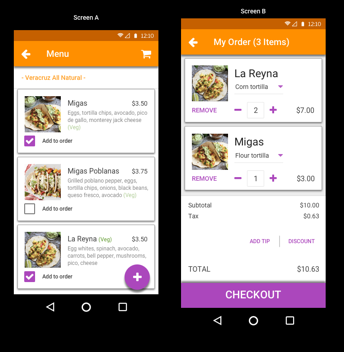 Screen A
12:10
Menu
- Veracruz All Natural -
Migas $3.50
Eggs, tortilla chips, avocado, pico
de gallo, monterey jack cheese
(Veg)
Add to order
Migas Poblanas $3.75
Grilled poblano pepper, eggs,
tortilla chips, onions, black beans,
queso fresco, avocado (Veg)
Add to order
La Reyna (Veg) $3.50
Egg whites, spinach, avocado,
carrots, bell pepper, mushrooms,
pico, cheese
Add to order
Screen B
12:10
My Order (3 Items)
La Reyna
Corn tortilla
REMOVE 2 $7.00
Migas
Flour tortilla
REMOVE 1 $3.00
Subtotal $10.00
Tax $0.63
ADD TIP DISCOUNT
TOTAL $10.63
CHECKOUT